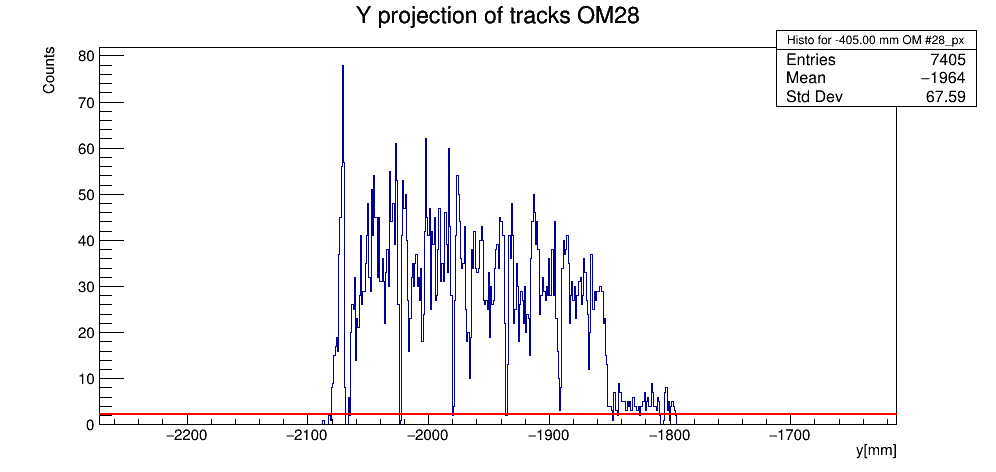 Y projection of tracks OM28
Histo for -405.00 mm OM #28_px
Entries 7405
Mean −1964
Std Dev 67.59
Counts
80
70
60
50
40
30
20
10
0
−2200 −2100 −2000 −1900 −1800 −1700
y[mm]